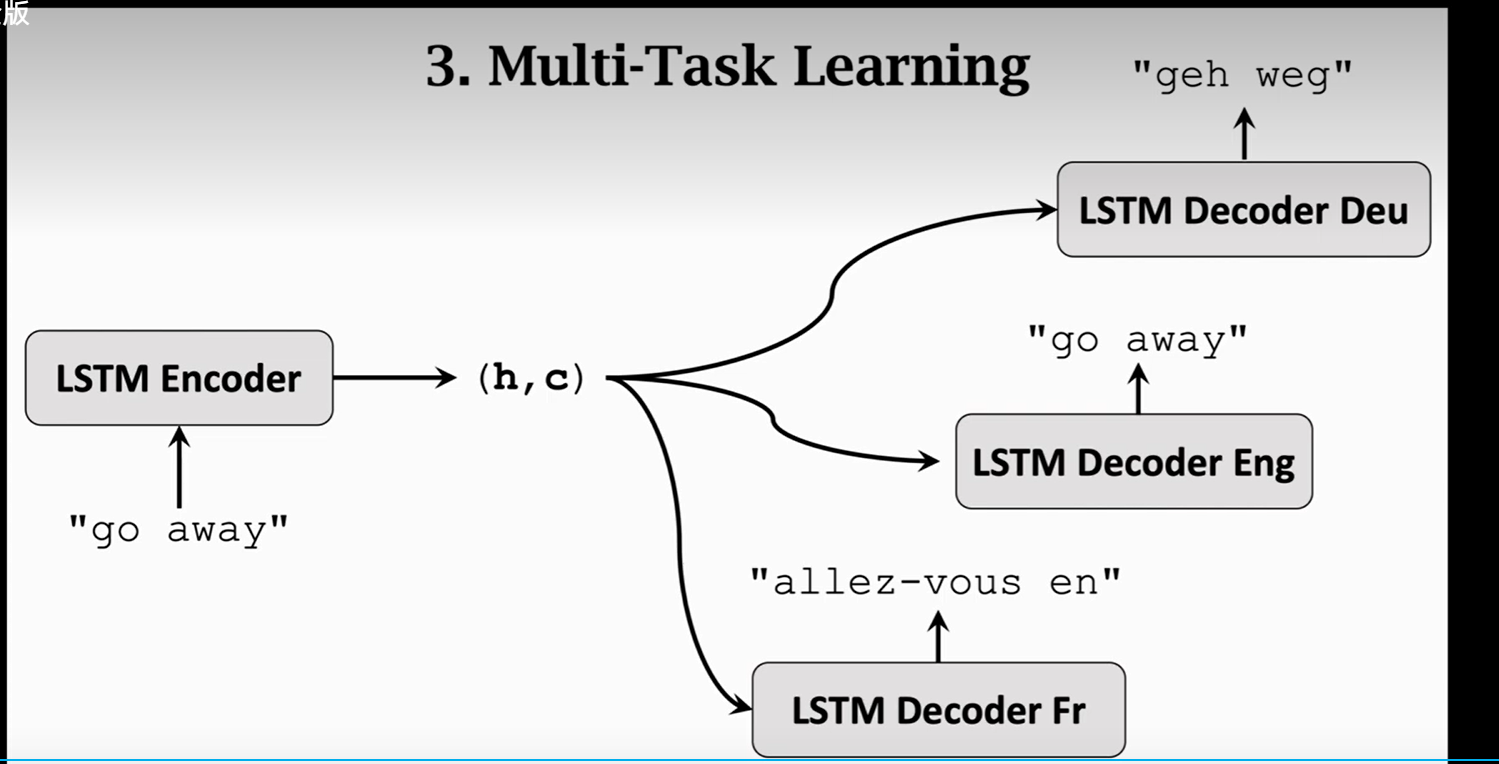 版
3. Multi-Task Learning
"geh weg"
LSTM Decoder Deu
"go away"
LSTM Encoder
(h,c)
LSTM Decoder Eng
"go away"
"allez-vous en"
LSTM Decoder Fr